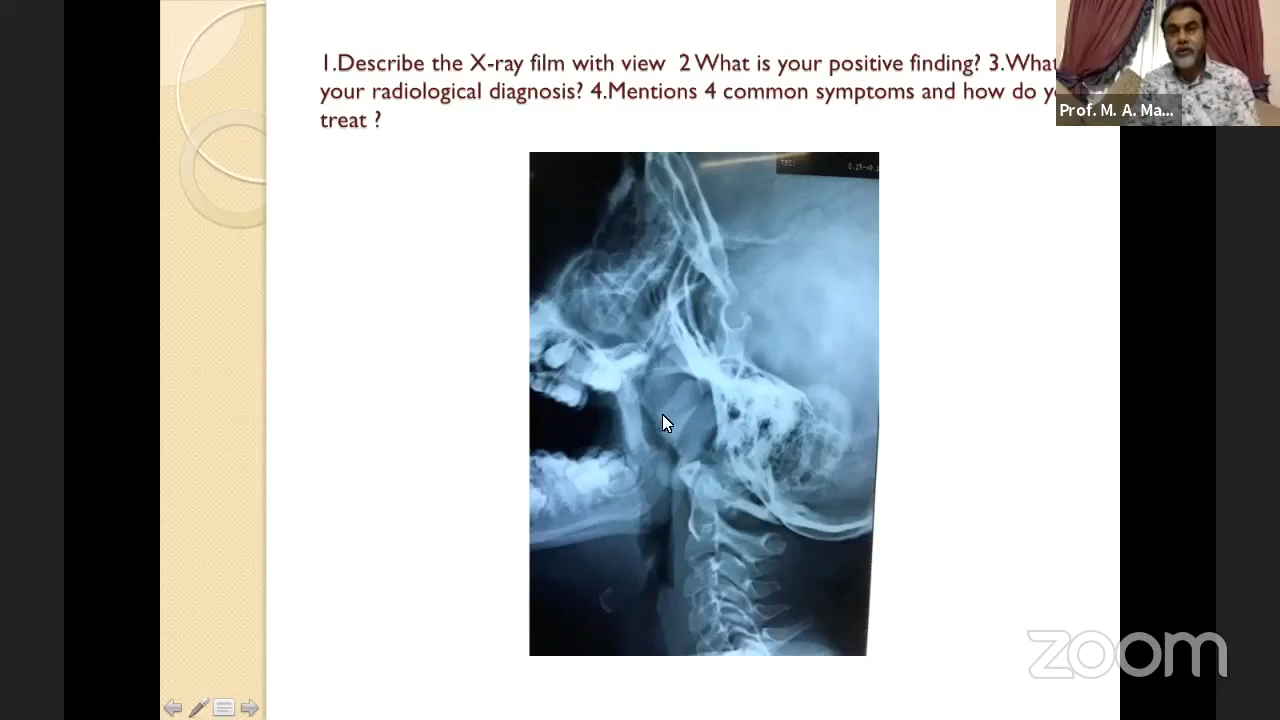 1.Describe the X-ray film with view 2 What is your positive finding? 3.What
your radiological diagnosis? 4.Mentions 4 common symptoms and how do y
treat ?
Prof. M. A. Ma...
zoom